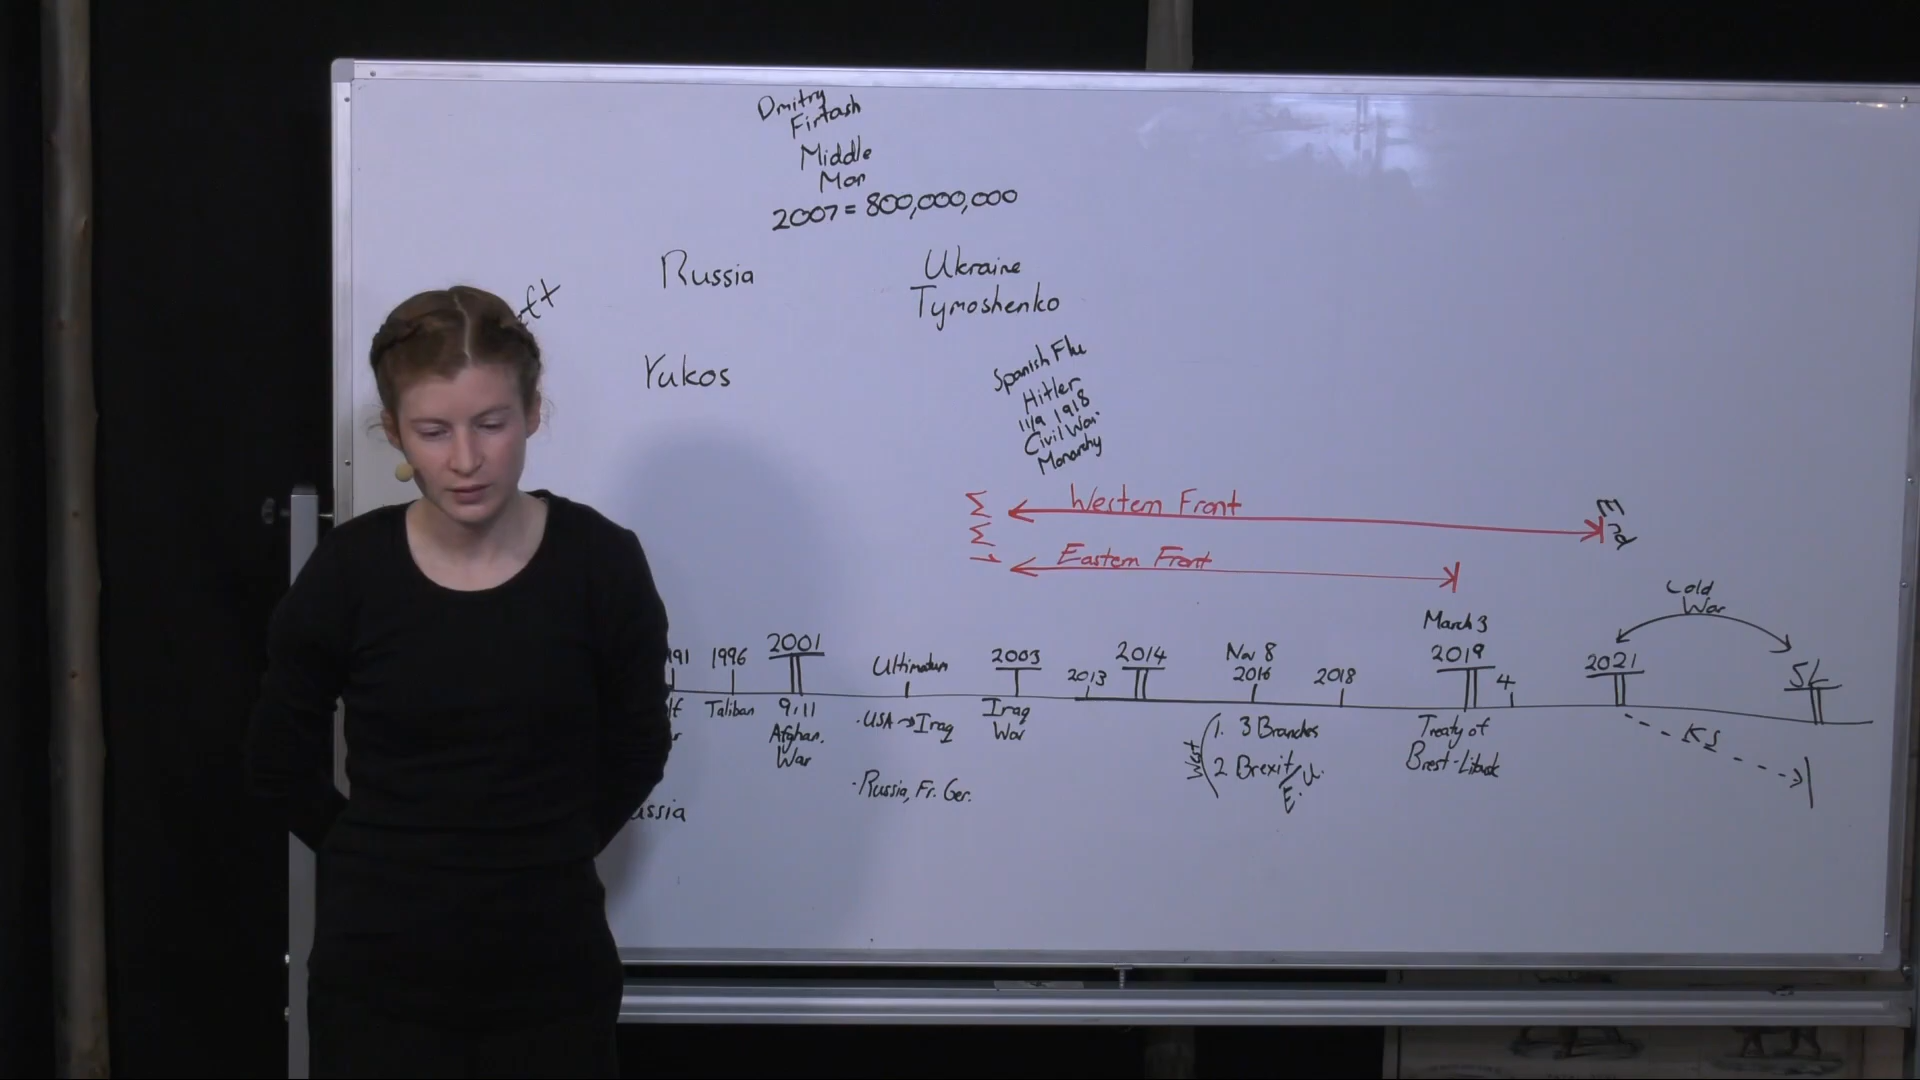 Dmitry
Firtash
Middle
Man
2007 = 800,000,000
Russia
Ukraine
Tymoshenko
Yukos
Spanish Flu
Hitler
11/9 1918
Civil War
Monarchy
Western Front
End
Eastern Front
Cold
War
March 3
1996
2001
Ultimatum
2003
2013
2014
Nov 8
2016
2018
2019
4
2021
SL
Taliban
9.11
Afghan.
War
·USA → Iraq
·Russia, Fr. Ger.
Iraq
War
West
1. 3 Branches
2 Brexit/E.U.
Treaty of
Brest-Litovsk